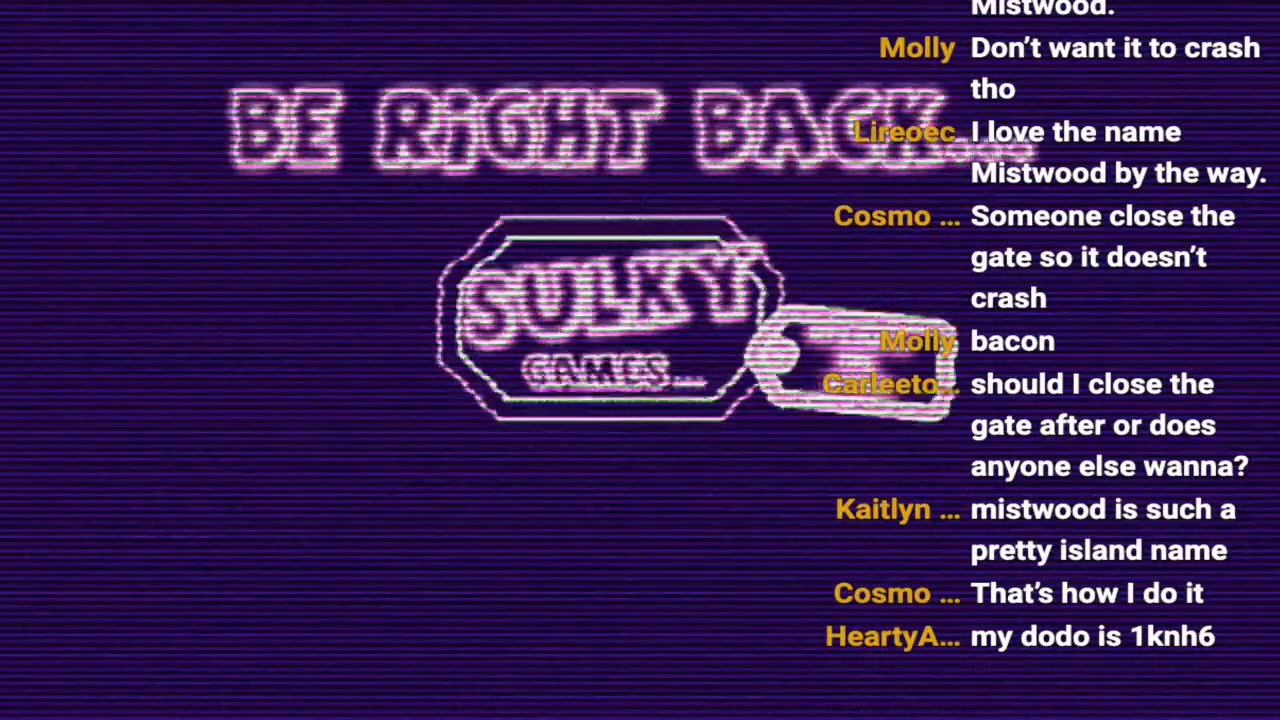 Mistwood.
Molly Don’t want it to crash
tho
BE RiGHT BACK...
Lireoec… I love the name
Mistwood by the way.
Cosmo … Someone close the
gate so it doesn’t
crash
SULKY
GAMES...
Molly bacon
Carleeto… should I close the
gate after or does
anyone else wanna?
Kaitlyn … mistwood is such a
pretty island name
Cosmo … That’s how I do it
HeartyA… my dodo is 1knh6